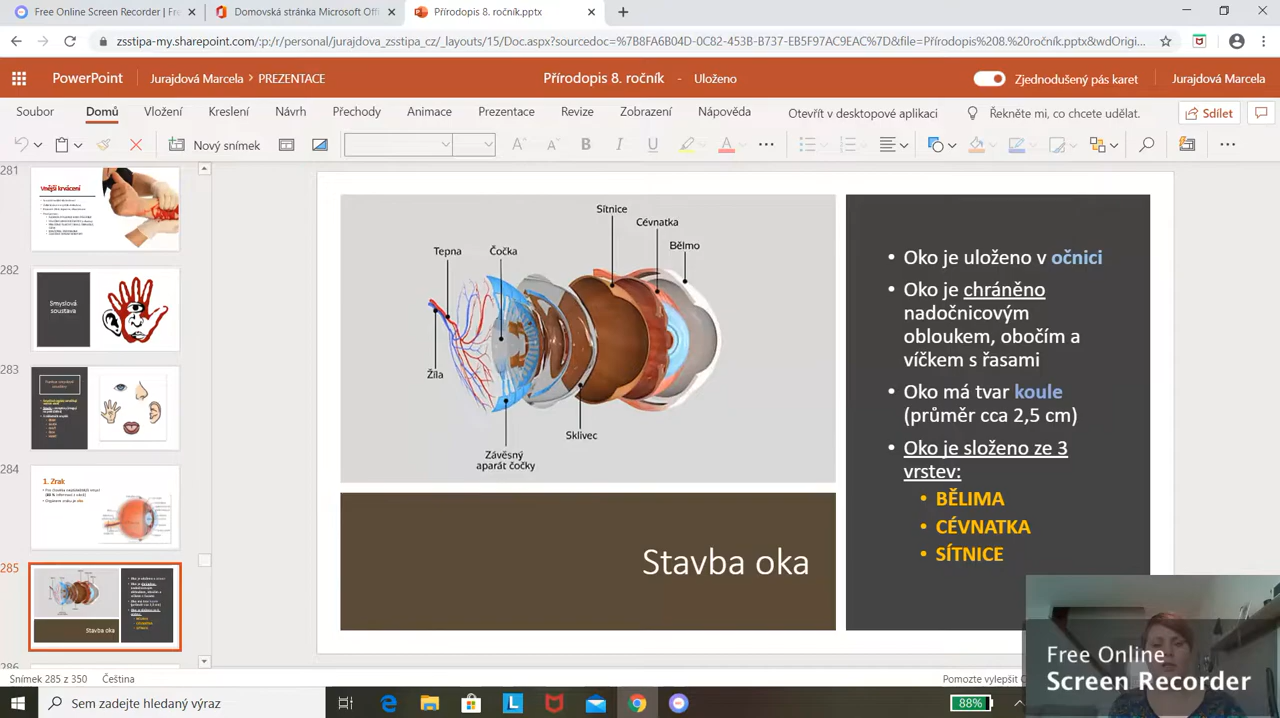 Free Online Screen Recorder | Fre
Domovská stránka Microsoft Offi
Přírodopis 8. ročník.pptx
zsstipa-my.sharepoint.com/:p:/r/personal/jurajdova_zsstipa_cz/_layouts/15/Doc.aspx?sourcedoc=%7B8FA6B04D-0C82-453B-B737-EB5F97AC9EAC%7D&file=Přírodopis%208.%20ročník.pptx&wdOrigi...
PowerPoint
Jurajdová Marcela > PREZENTACE
Přírodopis 8. ročník - Uloženo
Zjednodušený pás karet
Jurajdová Marcela
Soubor
Domů
Vložení
Kreslení
Návrh
Přechody
Animace
Prezentace
Revize
Zobrazení
Nápověda
Otevřít v desktopové aplikaci
Řekněte mi, co chcete udělat.
Sdílet
Nový snímek
281
Vnější krvácení
282
Smyslová
soustava
283
284
1. Zrak
285
Stavba oka
286
Sítnice
Cévnatka
Bělmo
Tepna
Čočka
Žíla
Sklivec
Závěsný
aparát čočky
Stavba oka
• Oko je uloženo v očnici
• Oko je chráněno
nadočnicovým
obloukem, obočím a
víčkem s řasami
• Oko má tvar koule
(průměr cca 2,5 cm)
• Oko je složeno ze 3
vrstev:
• BĚLIMA
• CÉVNATKA
• SÍTNICE
Free Online
Screen Recorder
Snímek 285 z 350
Čeština
Pomozte vylepšit
Sem zadejte hledaný výraz
88%